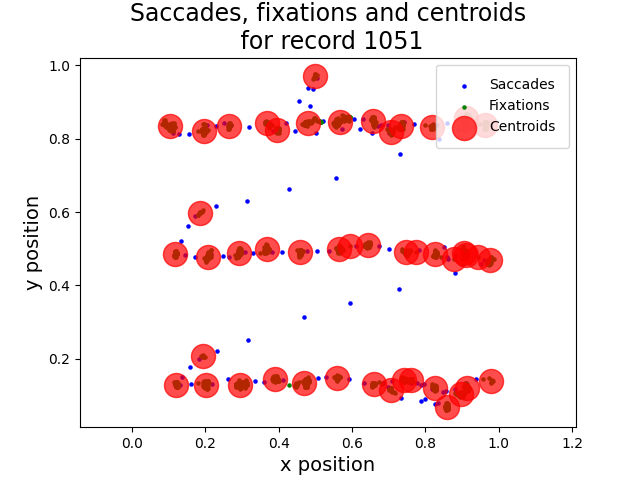 Saccades, fixations and centroids
for record 1051
1.0
0.8
0.6
0.4
0.2
y position
Saccades
Fixations
Centroids
0.0
0.2
0.4
0.6
0.8
1.0
1.2
x position